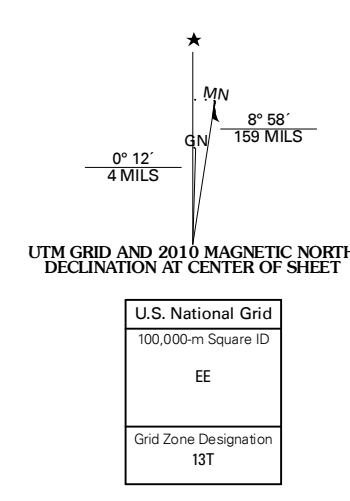 MN
8° 58´
159 MILS
GN
0° 12´
4 MILS
UTM GRID AND 2010 MAGNETIC NORTH
DECLINATION AT CENTER OF SHEET
U.S. National Grid
100,000-m Square ID
EE
Grid Zone Designation
13T